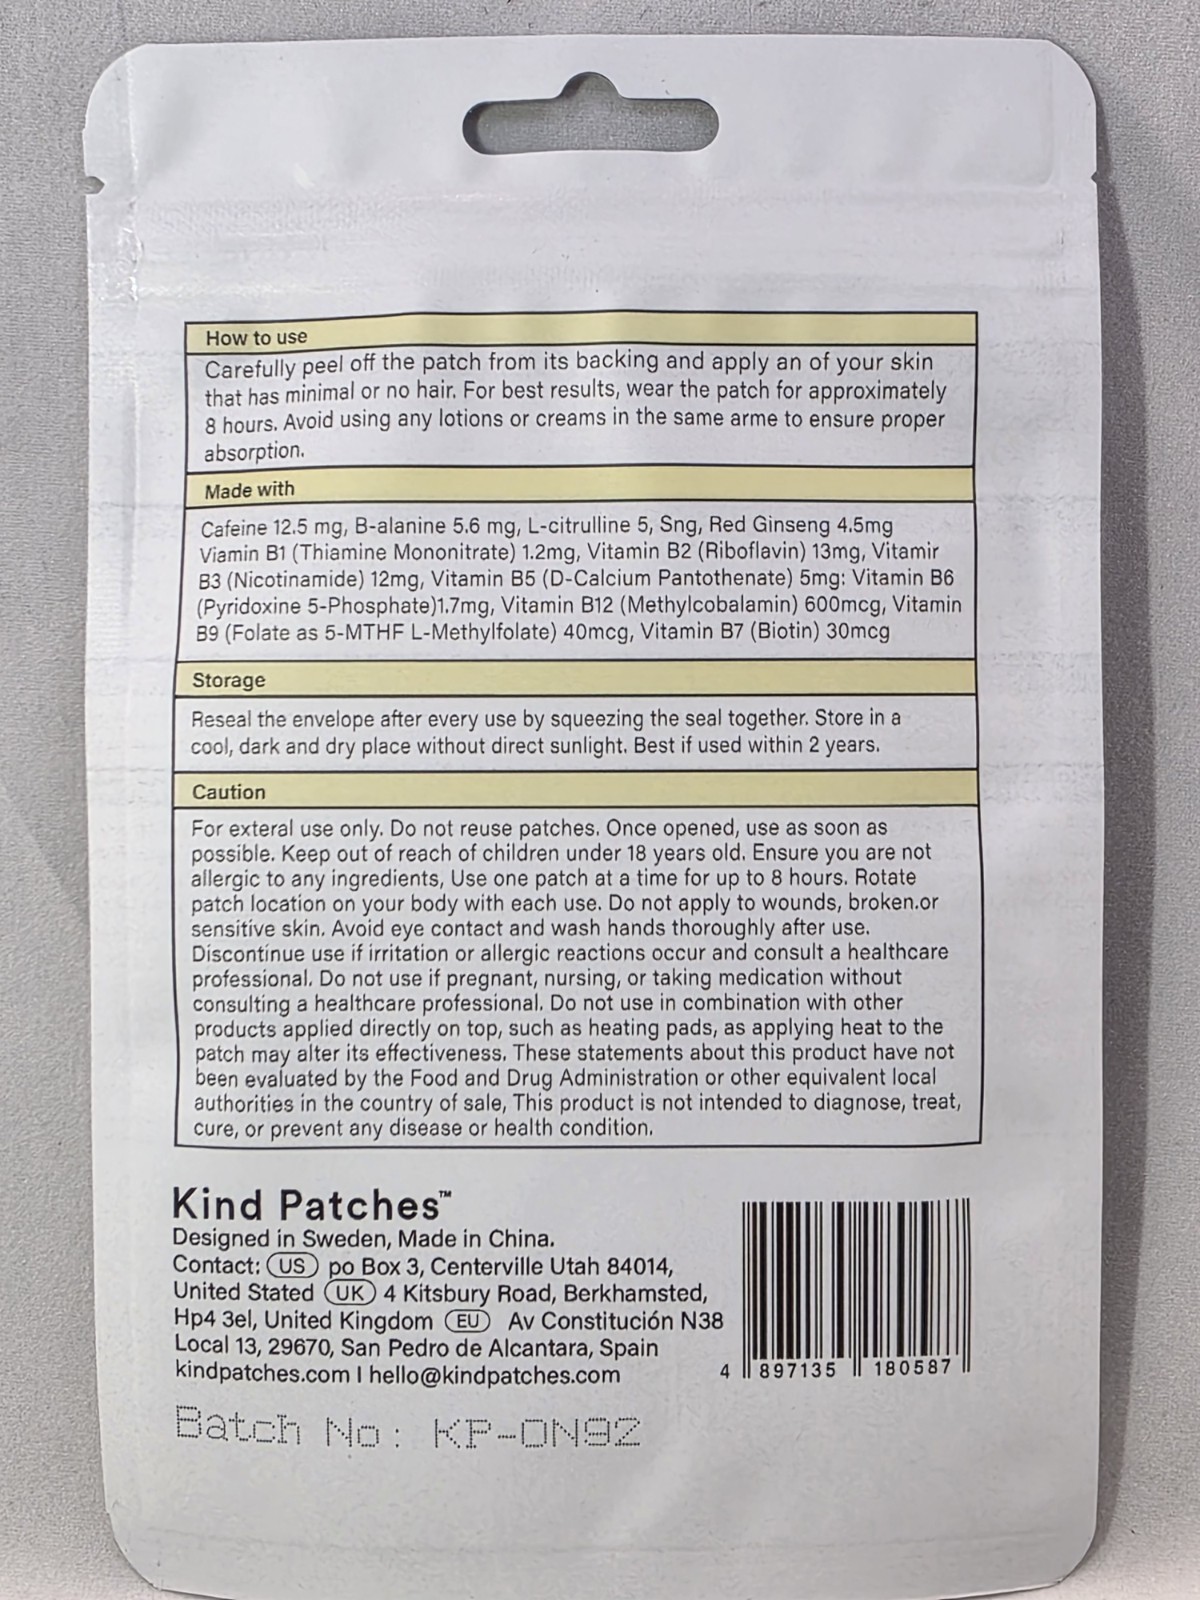 How to use
Carefully peel off the patch from its backing and apply an of your skin
that has minimal or no hair. For best results, wear the patch for approximately
8 hours. Avoid using any lotions or creams in the same arme to ensure proper
absorption.
Made with
Cafeine 12.5 mg, B-alanine 5.6 mg, L-citrulline 5, Sng, Red Ginseng 4.5mg
Viamin B1 (Thiamine Mononitrate) 1.2mg, Vitamin B2 (Riboflavin) 13mg, Vitamir
B3 (Nicotinamide) 12mg, Vitamin B5 (D-Calcium Pantothenate) 5mg: Vitamin B6
(Pyridoxine 5-Phosphate)1.7mg, Vitamin B12 (Methylcobalamin) 600mcg, Vitamin
B9 (Folate as 5-MTHF L-Methylfolate) 40mcg, Vitamin B7 (Biotin) 30mcg
Storage
Reseal the envelope after every use by squeezing the seal together. Store in a
cool, dark and dry place without direct sunlight. Best if used within 2 years.
Caution
For exteral use only. Do not reuse patches. Once opened, use as soon as
possible. Keep out of reach of children under 18 years old. Ensure you are not
allergic to any ingredients, Use one patch at a time for up to 8 hours. Rotate
patch location on your body with each use. Do not apply to wounds, broken.or
sensitive skin. Avoid eye contact and wash hands thoroughly after use.
Discontinue use if irritation or allergic reactions occur and consult a healthcare
professional. Do not use if pregnant, nursing, or taking medication without
consulting a healthcare professional. Do not use in combination with other
products applied directly on top, such as heating pads, as applying heat to the
patch may alter its effectiveness. These statements about this product have not
been evaluated by the Food and Drug Administration or other equivalent local
authorities in the country of sale, This product is not intended to diagnose, treat,
cure, or prevent any disease or health condition.
Kind Patches™
Designed in Sweden, Made in China.
Contact: US po Box 3, Centerville Utah 84014,
United Stated UK 4 Kitsbury Road, Berkhamsted,
Hp4 3el, United Kingdom EU Av Constitución N38
Local 13, 29670, San Pedro de Alcantara, Spain
kindpatches.com I hello@kindpatches.com
4 897135 180587
Batch No: KP-ON92